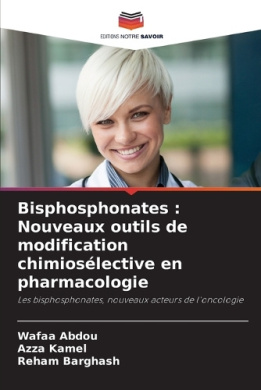 EDITIONS NOTRE SAVOIR
Bisphosphonates :
Nouveaux outils de
modification
chimiosélective en
pharmacologie
Les bisphosphonates, nouveaux acteurs de l'oncologie
Wafaa Abdou
Azza Kamel
Reham Barghash